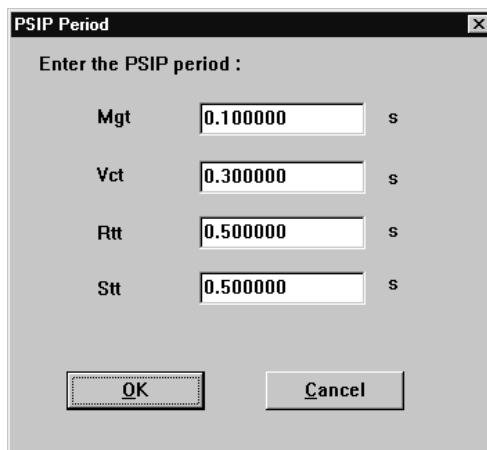 PSIP Period
Enter the PSIP period :
Mgt 0.100000 s
Vct 0.300000 s
Rtt 0.500000 s
Stt 0.500000 s
OK Cancel